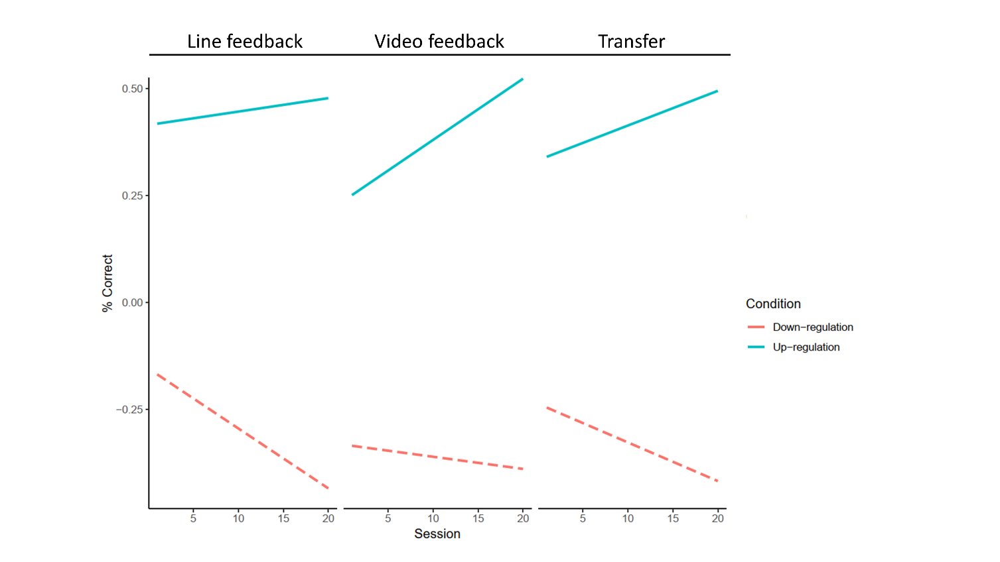 Line feedback Video feedback Transfer
0.50
0.25
0.00
−0.25
% Correct
5 10 15 20 5 10 15 20 5 10 15 20
Session
Condition
Down−regulation
Up−regulation